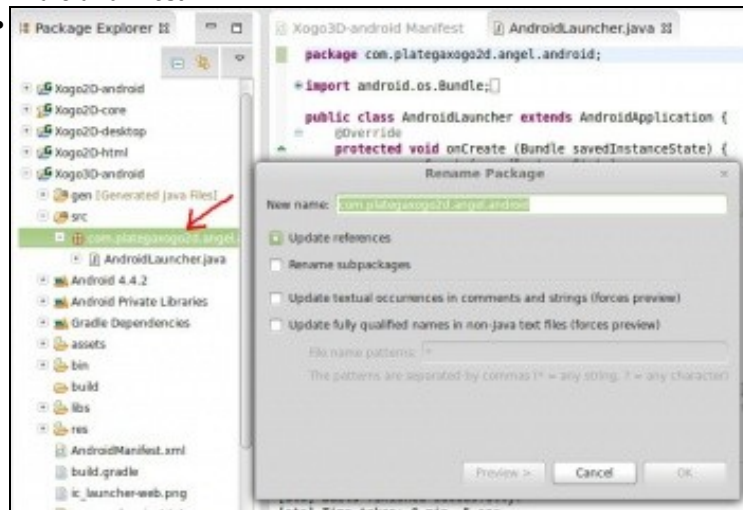 Package Explorer
Xogo3D-android Manifest
AndroidLauncher.java
package com.plategaxogo2d.angel.android;
import android.os.Bundle;
public class AndroidLauncher extends AndroidApplication {
@Override
protected void onCreate (Bundle savedInstanceState) {
Xogo2D-android
Xogo2D-core
Xogo2D-desktop
Xogo2D-html
Xogo3D-android
gen [Generated Java Files]
src
com.plategaxogo2d.angel.
AndroidLauncher.java
Android 4.4.2
Android Private Libraries
Gradle Dependencies
assets
bin
build
libs
res
AndroidManifest.xml
build.gradle
ic_launcher-web.png
Rename Package
New name: com.plategaxogo2d.angel.android
Update references
Rename subpackages
Update textual occurrences in comments and strings (forces preview)
Update fully qualified names in non-Java text files (forces preview)
File name patterns: *
The patterns are separated by commas (* = any string, ? = any character)
Preview >
Cancel
OK